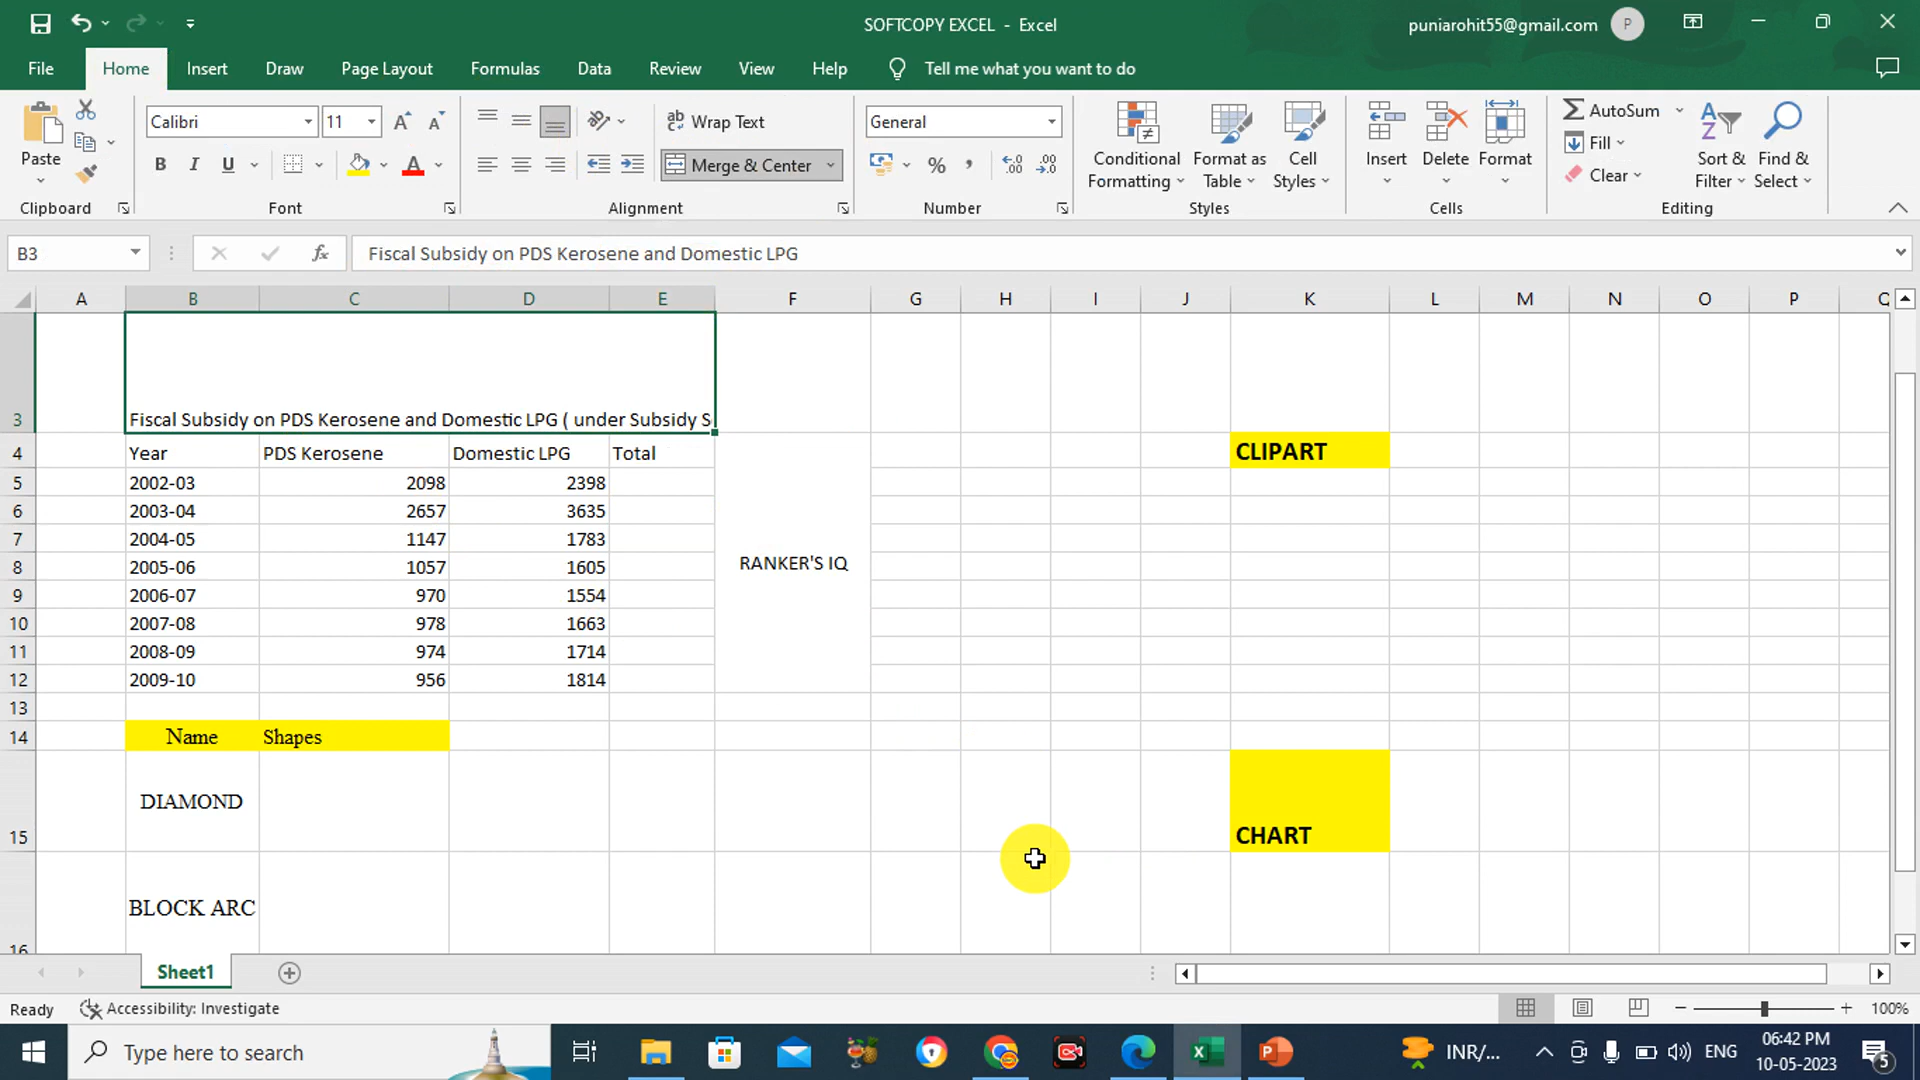 SOFTCOPY EXCEL - Excel
puniarohit55@gmail.com P
File Home Insert Draw Page Layout Formulas Data Review View Help Tell me what you want to do
Paste
Clipboard
Calibri 11
B I U A
Font
Wrap Text
Merge & Center
Alignment
General
%
Number
Conditional Formatting
Format as Table
Cell Styles
Styles
Insert Delete Format
Cells
AutoSum
Fill
Clear
Sort & Filter
Find & Select
Editing
B3 fx Fiscal Subsidy on PDS Kerosene and Domestic LPG
A B C D E F G H I J K L M N O P Q
3 Fiscal Subsidy on PDS Kerosene and Domestic LPG ( under Subsidy S
4 Year PDS Kerosene Domestic LPG Total CLIPART
5 2002-03 2098 2398
6 2003-04 2657 3635
7 2004-05 1147 1783
8 2005-06 1057 1605 RANKER'S IQ
9 2006-07 970 1554
10 2007-08 978 1663
11 2008-09 974 1714
12 2009-10 956 1814
13
14 Name Shapes
15 DIAMOND CHART
16 BLOCK ARC
Sheet1
Ready Accessibility: Investigate 100%
Type here to search
INR/...
ENG
06:42 PM
10-05-2023
5